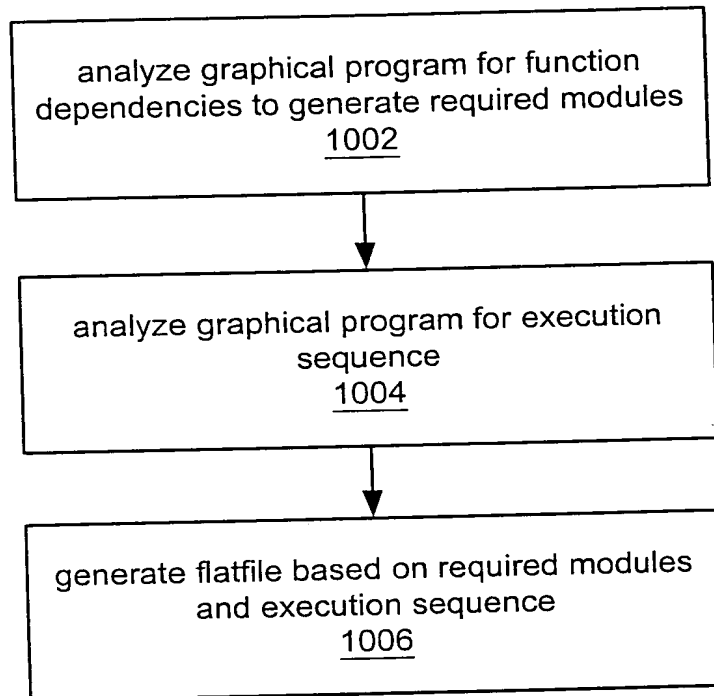 analyze graphical program for function
dependencies to generate required modules
1002
analyze graphical program for execution
sequence
1004
generate flatfile based on required modules
and execution sequence
1006